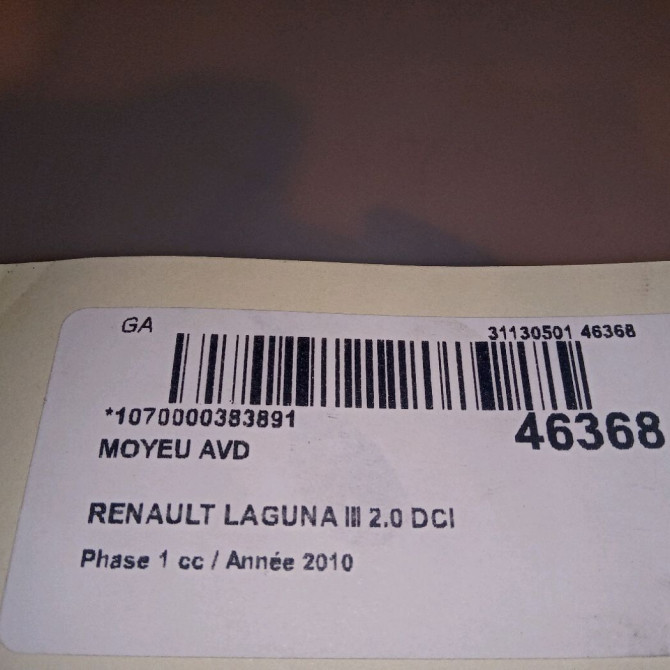 GA
31130501 46368
*1070000383891
46368
MOYEU AVD
RENAULT LAGUNA III 2.0 DCI
Phase 1 cc / Année 2010